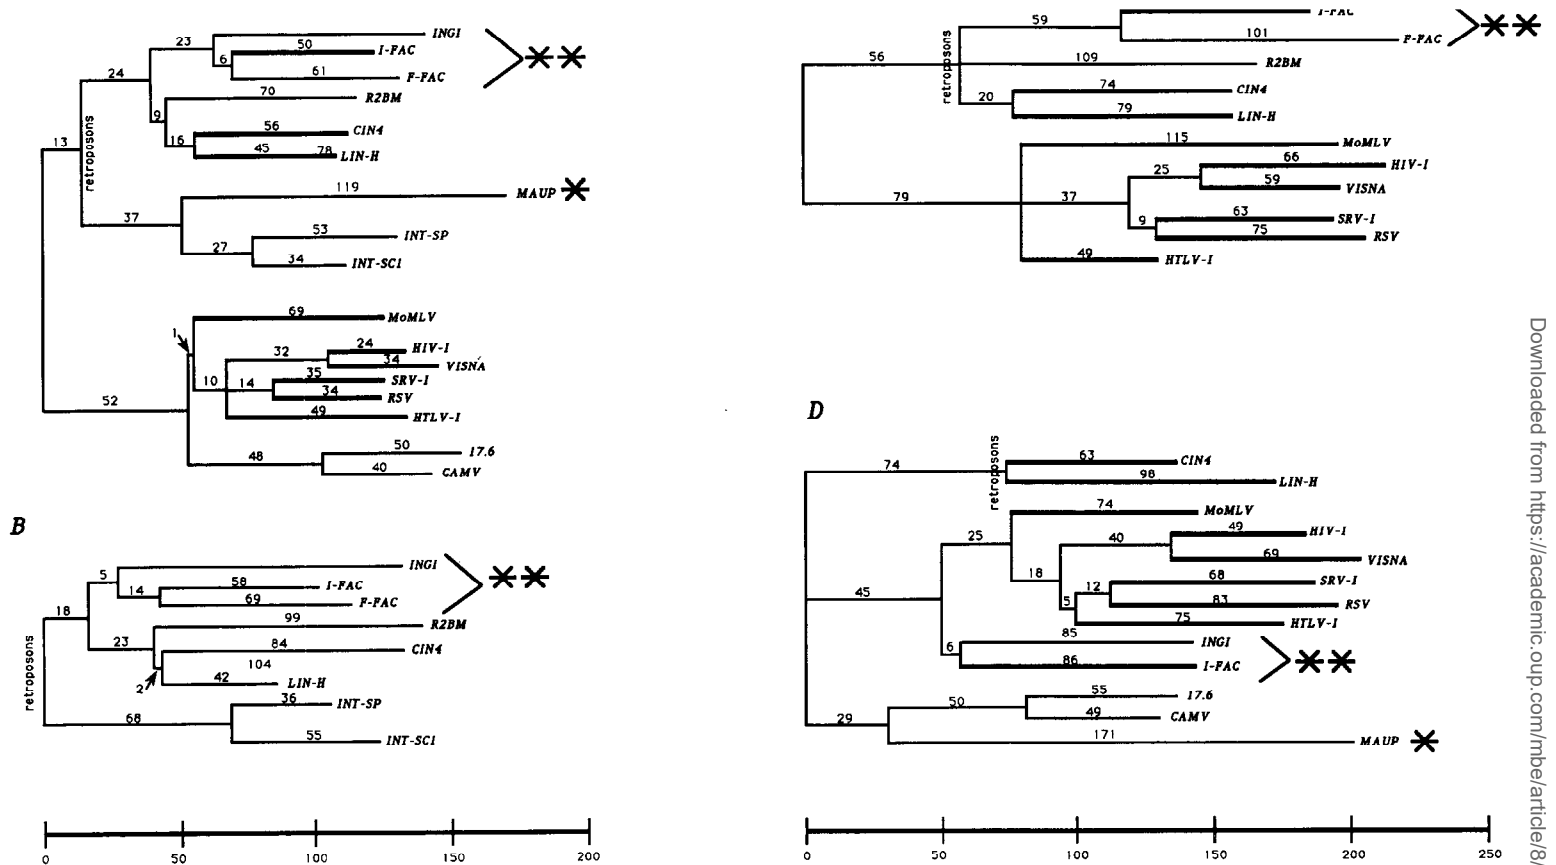 INGI
23
50
I-FAC
6
61
F-FAC
24
70
R2BM
9
56
CIN4
16
45 78
LIN-H
13
retroposons
119
MAUP
37
53
INT-SP
27
34
INT-SC1
69
MoMLV
1
24
HIV-I
32
34
VISNA
35
SRV-I
10 14
34
RSV
52
49
HTLV-I
50
17.6
48
40
CAMV
B
INGI
5
58
I-FAC
14
69
F-FAC
18
99
R2BM
23
84
CIN4
104
2
42
LIN-H
retroposons
36
INT-SP
68
55
INT-SC1
0 50 100 150 200
I-FAC
59
101
F-FAC
retroposons
56
109
R2BM
74
CIN4
20
79
LIN-H
115
MoMLV
66
HIV-I
25
59
VISNA
79
37
63
SRV-I
9
75
RSV
49
HTLV-I
D
retroposons
74
63
CIN4
98
LIN-H
74
MoMLV
25
49
HIV-I
40
69
VISNA
18
68
SRV-I
12
83
RSV
5
75
HTLV-I
45
85
INGI
6
86
I-FAC
55
17.6
50
49
CAMV
29
171
MAUP
0 50 100 150 200 250
Downloaded from https://academic.oup.com/mbe/article/8/